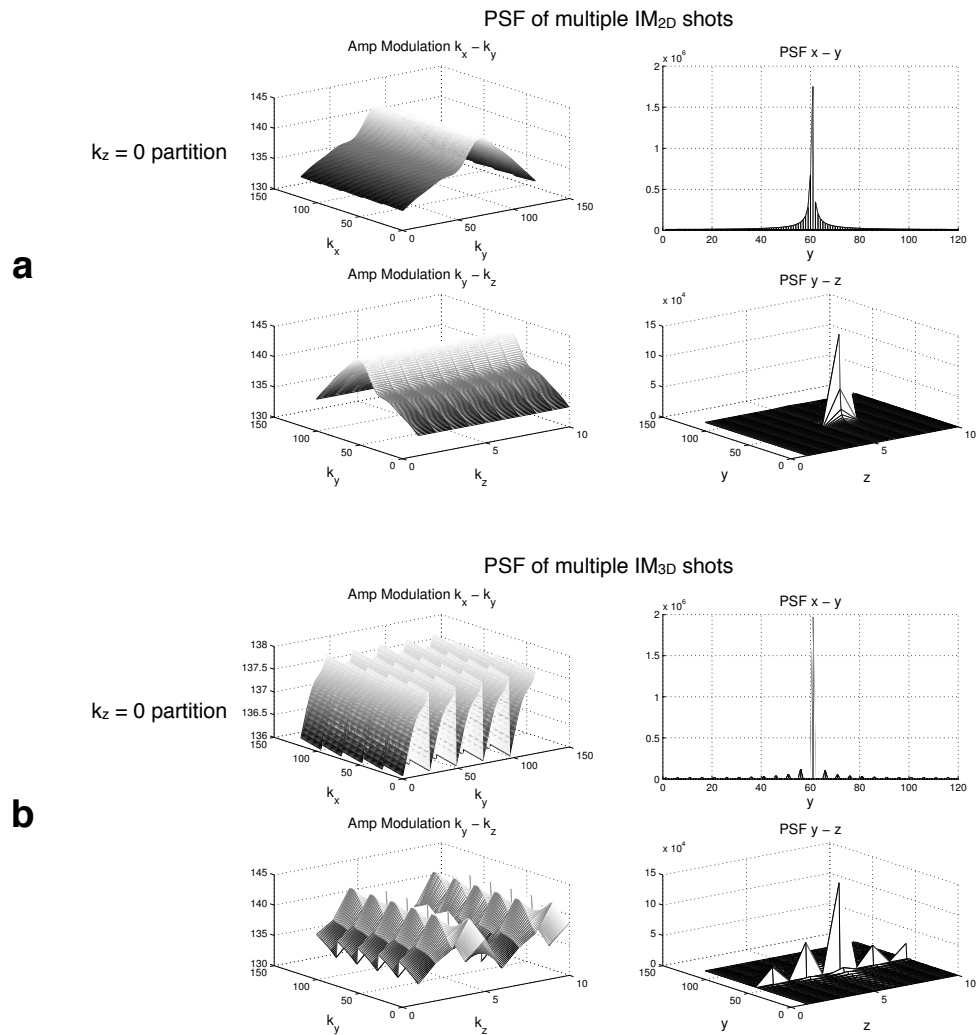 PSF of multiple IM2D shots
Amp Modulation kx − ky
PSF x − y
x 10^6
145
140
135
130
150
100
50
0
0
50
100
150
kx
ky
2
1.5
1
0.5
0
0 20 40 60 80 100 120
y
kz = 0 partition
a
Amp Modulation ky − kz
PSF y − z
x 10^4
145
140
135
130
150
100
50
0
0
5
10
ky
kz
15
10
5
0
150
100
50
0
0
5
10
y
z
PSF of multiple IM3D shots
Amp Modulation kx − ky
PSF x − y
x 10^6
138
137.5
137
136.5
136
150
100
50
0
0
50
100
150
kx
ky
2
1.5
1
0.5
0
0 20 40 60 80 100 120
y
kz = 0 partition
b
Amp Modulation ky − kz
PSF y − z
x 10^4
145
140
135
130
150
100
50
0
0
5
10
ky
kz
15
10
5
0
150
100
50
0
0
5
10
y
z